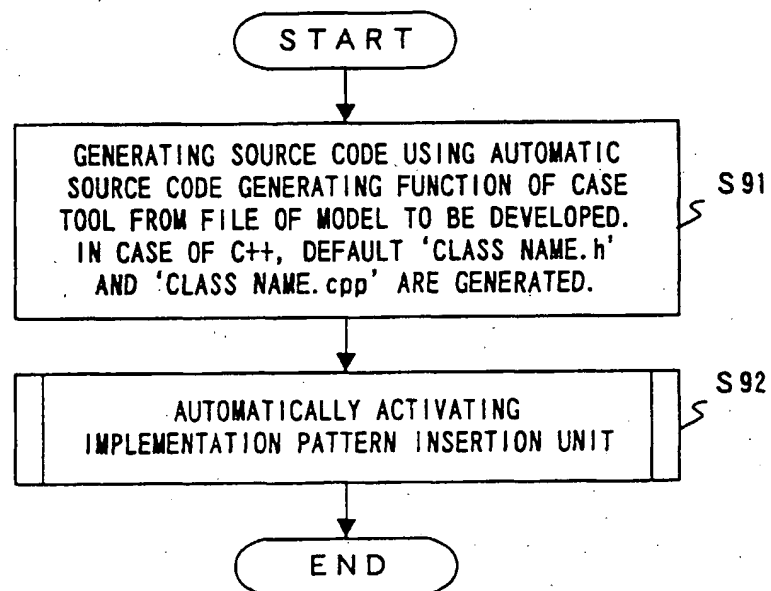 START
GENERATING SOURCE CODE USING AUTOMATIC
SOURCE CODE GENERATING FUNCTION OF CASE
TOOL FROM FILE OF MODEL TO BE DEVELOPED.
IN CASE OF C++, DEFAULT ‘CLASS NAME.h’
AND ‘CLASS NAME.cpp’ ARE GENERATED.
S91
AUTOMATICALLY ACTIVATING
IMPLEMENTATION PATTERN INSERTION UNIT
S92
END